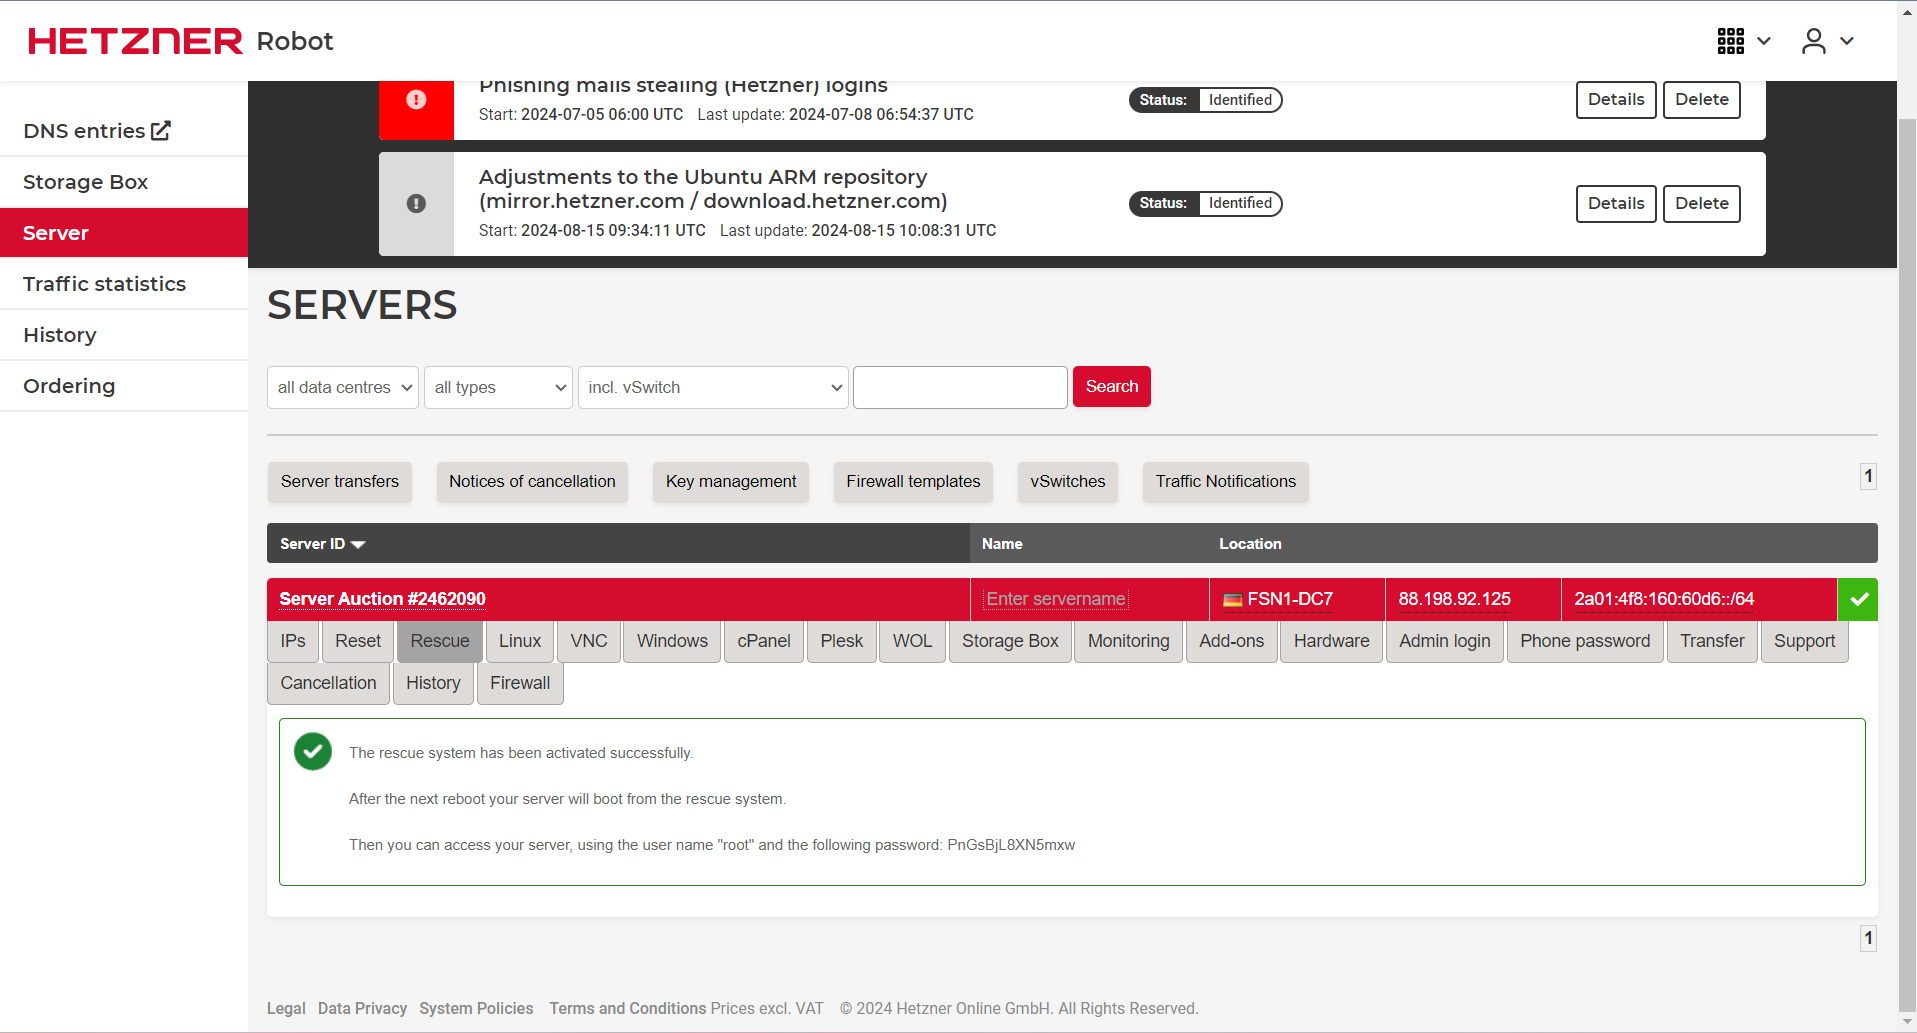 HETZNER Robot
DNS entries
Storage Box
Server
Traffic statistics
History
Ordering
Phishing mails stealing (Hetzner) logins
Start: 2024-07-05 06:00 UTC Last update: 2024-07-08 06:54:37 UTC
Status: Identified
Details Delete
Adjustments to the Ubuntu ARM repository
(mirror.hetzner.com / download.hetzner.com)
Start: 2024-08-15 09:34:11 UTC Last update: 2024-08-15 10:08:31 UTC
Status: Identified
Details Delete
SERVERS
all data centres all types incl. vSwitch Search
Server transfers Notices of cancellation Key management Firewall templates vSwitches Traffic Notifications 1
Server ID Name Location
Server Auction #2462090 Enter servername FSN1-DC7 88.198.92.125 2a01:4f8:160:60d6::/64
IPs Reset Rescue Linux VNC Windows cPanel Plesk WOL Storage Box Monitoring Add-ons Hardware Admin login Phone password Transfer Support
Cancellation History Firewall
The rescue system has been activated successfully.
After the next reboot your server will boot from the rescue system.
Then you can access your server, using the user name "root" and the following password: PnGsBjL8XN5mxw
1
Legal Data Privacy System Policies Terms and Conditions Prices excl. VAT © 2024 Hetzner Online GmbH. All Rights Reserved.